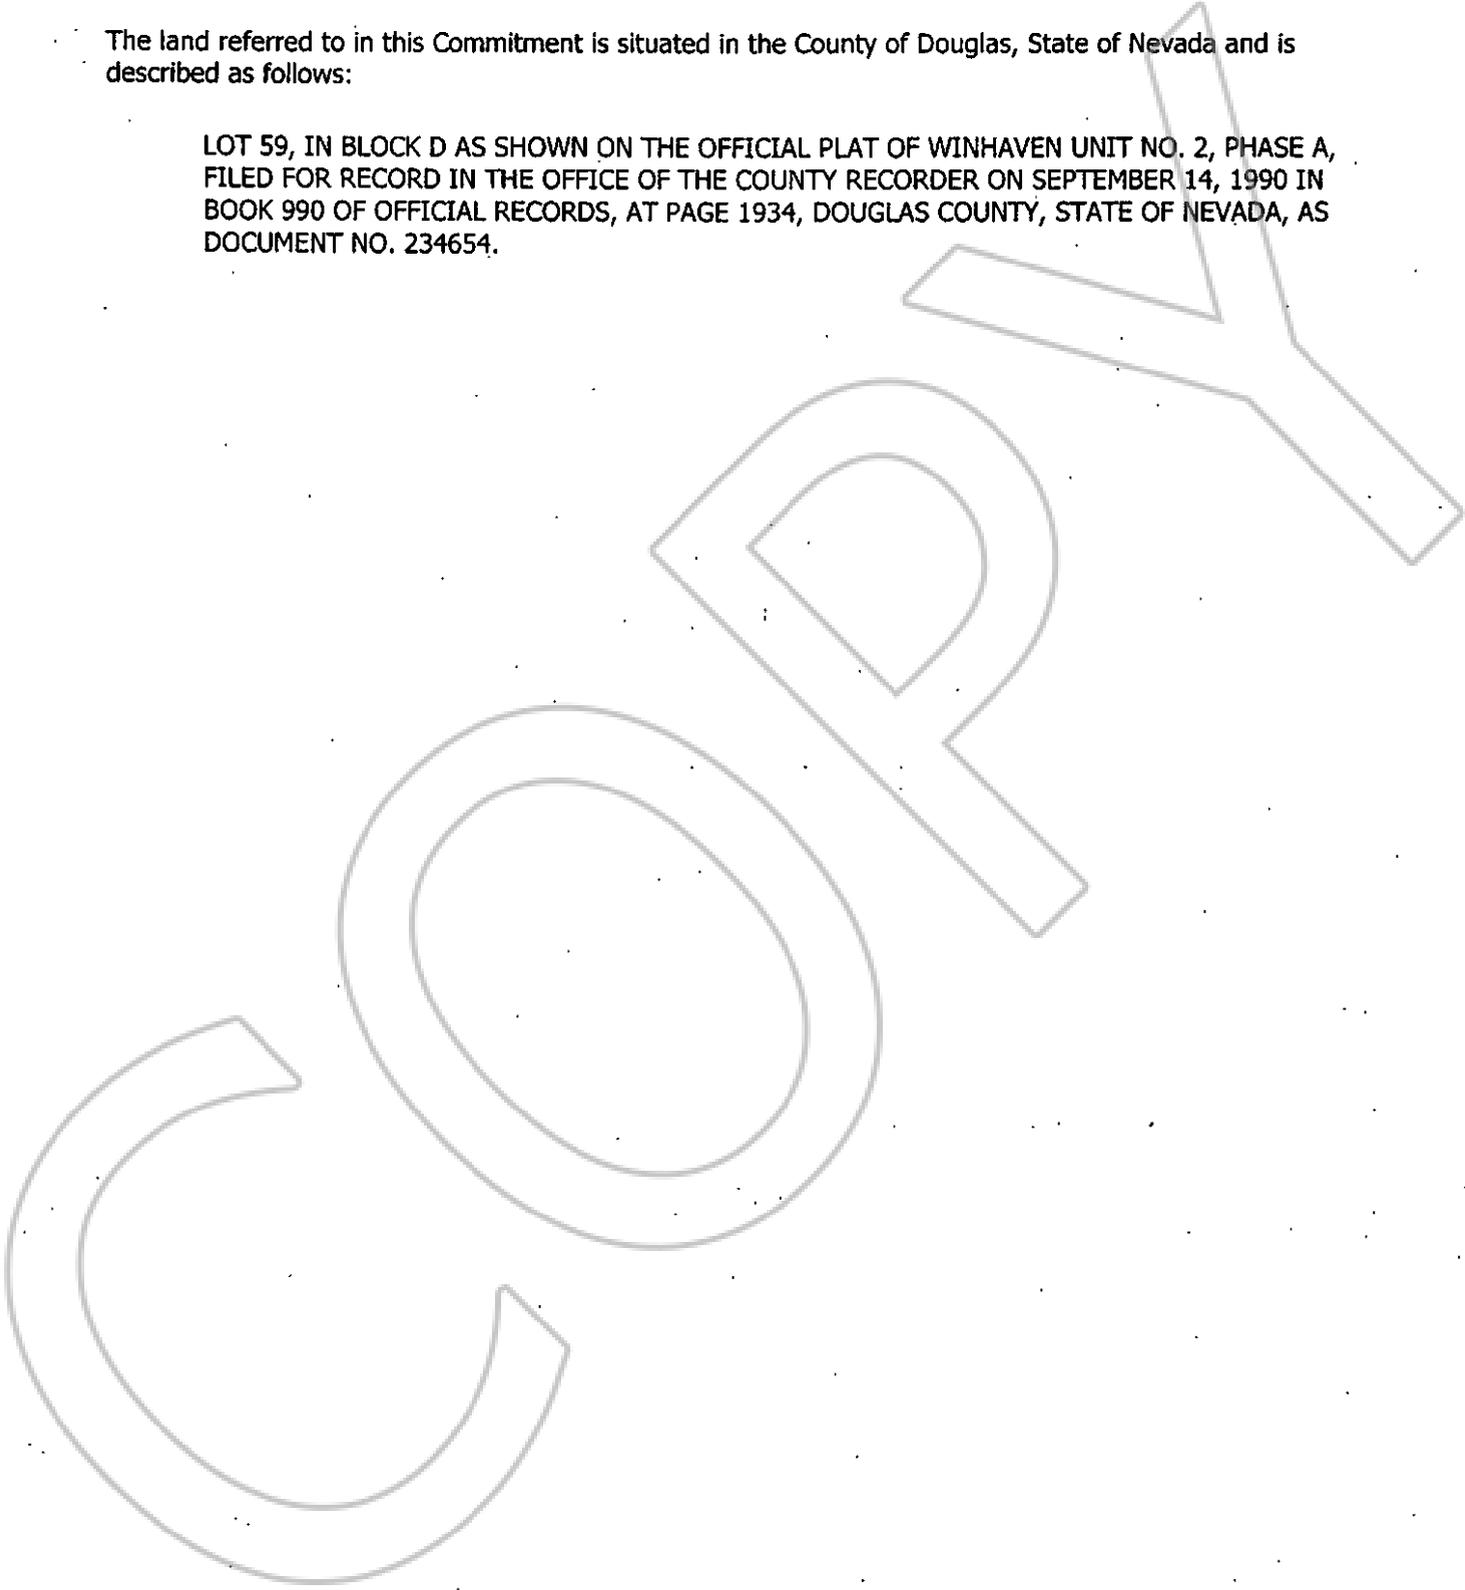 The land referred to in this Commitment is situated in the County of Douglas, State of Nevada and is
described as follows:
LOT 59, IN BLOCK D AS SHOWN ON THE OFFICIAL PLAT OF WINHAVEN UNIT NO. 2, PHASE A,
FILED FOR RECORD IN THE OFFICE OF THE COUNTY RECORDER ON SEPTEMBER 14, 1990 IN
BOOK 990 OF OFFICIAL RECORDS, AT PAGE 1934, DOUGLAS COUNTY, STATE OF NEVADA, AS
DOCUMENT NO. 234654.
COPY